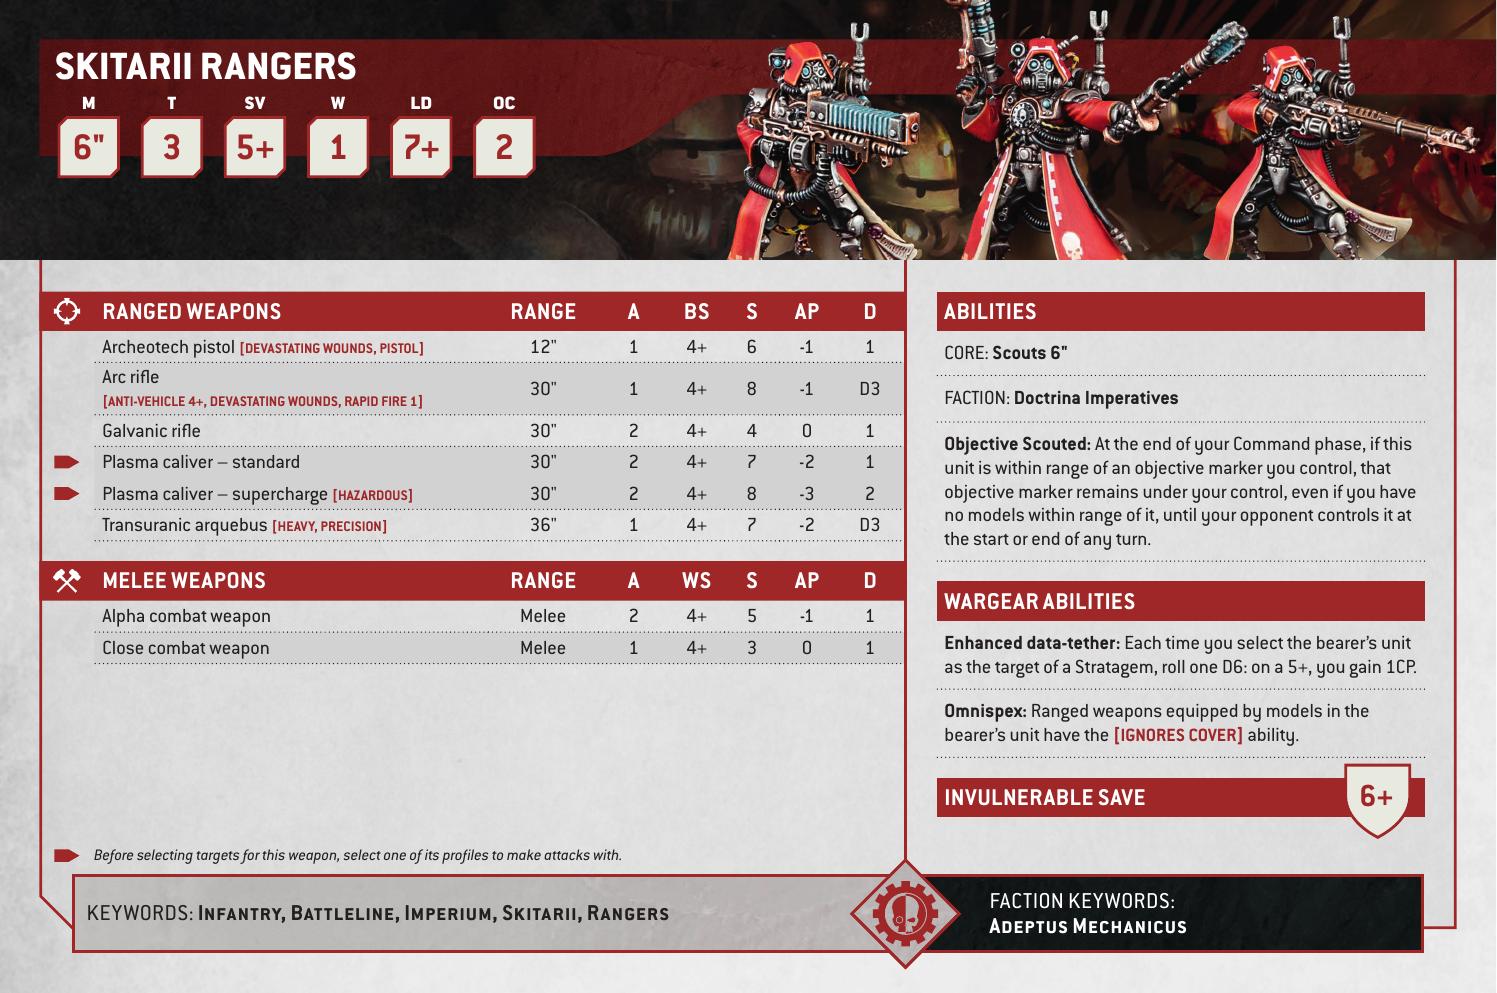 SKITARII RANGERS
M T SV W LD OC
6" 3 5+ 1 7+ 2
RANGED WEAPONS RANGE A BS S AP D
Archeotech pistol [DEVASTATING WOUNDS, PISTOL] 12" 1 4+ 6 -1 1
Arc rifle
[ANTI-VEHICLE 4+, DEVASTATING WOUNDS, RAPID FIRE 1] 30" 1 4+ 8 -1 D3
Galvanic rifle 30" 2 4+ 4 0 1
Plasma caliver – standard 30" 2 4+ 7 -2 1
Plasma caliver – supercharge [HAZARDOUS] 30" 2 4+ 8 -3 2
Transuranic arquebus [HEAVY, PRECISION] 36" 1 4+ 7 -2 D3
MELEE WEAPONS RANGE A WS S AP D
Alpha combat weapon Melee 2 4+ 5 -1 1
Close combat weapon Melee 1 4+ 3 0 1
Before selecting targets for this weapon, select one of its profiles to make attacks with.
ABILITIES
CORE: Scouts 6"
FACTION: Doctrina Imperatives
Objective Scouted: At the end of your Command phase, if this
unit is within range of an objective marker you control, that
objective marker remains under your control, even if you have
no models within range of it, until your opponent controls it at
the start or end of any turn.
WARGEAR ABILITIES
Enhanced data-tether: Each time you select the bearer's unit
as the target of a Stratagem, roll one D6: on a 5+, you gain 1CP.
Omnispex: Ranged weapons equipped by models in the
bearer's unit have the [IGNORES COVER] ability.
INVULNERABLE SAVE 6+
KEYWORDS: INFANTRY, BATTLELINE, IMPERIUM, SKITARII, RANGERS
FACTION KEYWORDS:
ADEPTUS MECHANICUS